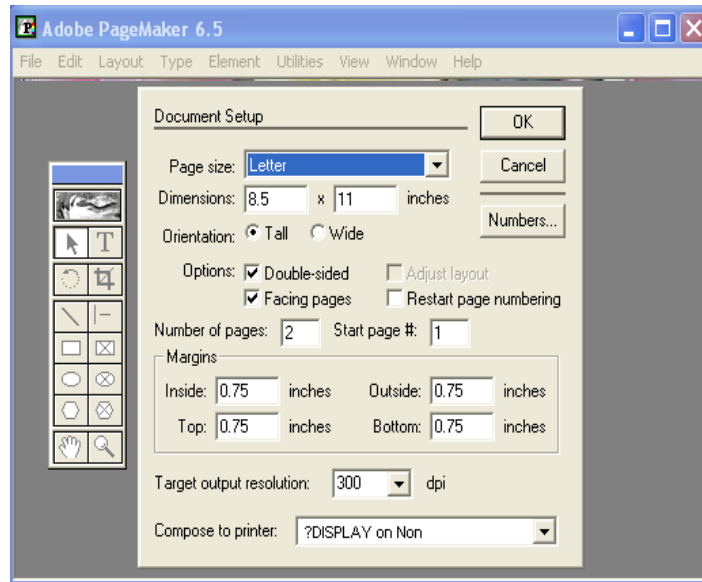 Adobe PageMaker 6.5
File Edit Layout Type Element Utilities View Window Help
Document Setup
OK
Page size: Letter
Cancel
Dimensions: 8.5 x 11 inches
Numbers...
Orientation: Tall Wide
Options: Double-sided Adjust layout
Facing pages Restart page numbering
Number of pages: 2 Start page #: 1
Margins
Inside: 0.75 inches Outside: 0.75 inches
Top: 0.75 inches Bottom: 0.75 inches
Target output resolution: 300 dpi
Compose to printer: ?DISPLAY on Non
T